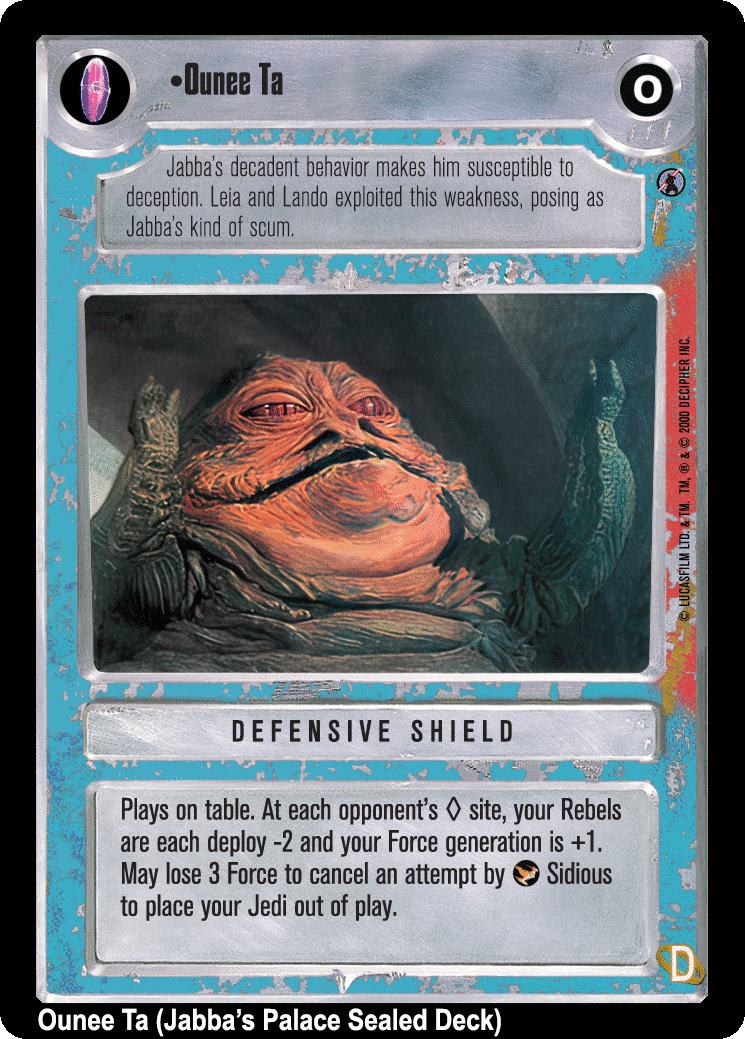 •Ounee Ta
O
Jabba's decadent behavior makes him susceptible to
deception. Leia and Lando exploited this weakness, posing as
Jabba's kind of scum.
© LUCASFILM LTD. & TM. TM, ® & © 2000 DECIPHER INC.
DEFENSIVE SHIELD
Plays on table. At each opponent's ◊ site, your Rebels
are each deploy -2 and your Force generation is +1.
May lose 3 Force to cancel an attempt by Sidious
to place your Jedi out of play.
D
Ounee Ta (Jabba's Palace Sealed Deck)